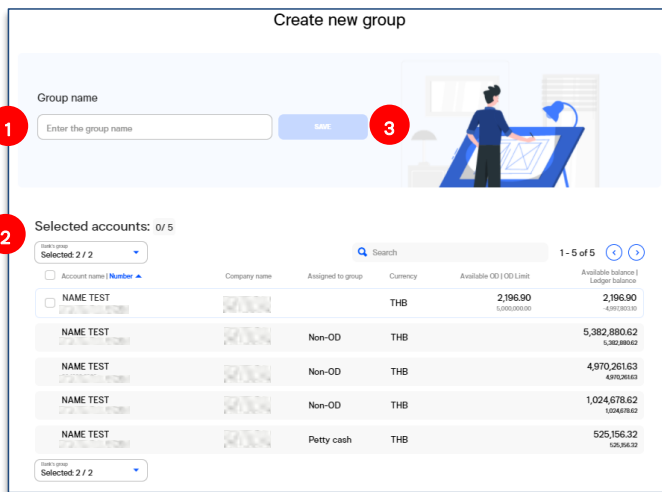 Create new group
Group name
1
Enter the group name
SAVE
3
2
Selected accounts: 0/ 5
Bank's group
Selected: 2 / 2
Search
1 - 5 of 5
Account name | Number Company name Assigned to group Currency Available OD | OD Limit Available balance | Ledger balance
NAME TEST THB 2,196.90 2,196.90
5,000,000.00 -4,997,803.10
NAME TEST Non-OD THB 5,382,880.62
5,382,880.62
NAME TEST Non-OD THB 4,970,261.63
4,970,261.63
NAME TEST Non-OD THB 1,024,678.62
1,024,678.62
NAME TEST Petty cash THB 525,156.32
525,156.32
Bank's group
Selected: 2 / 2